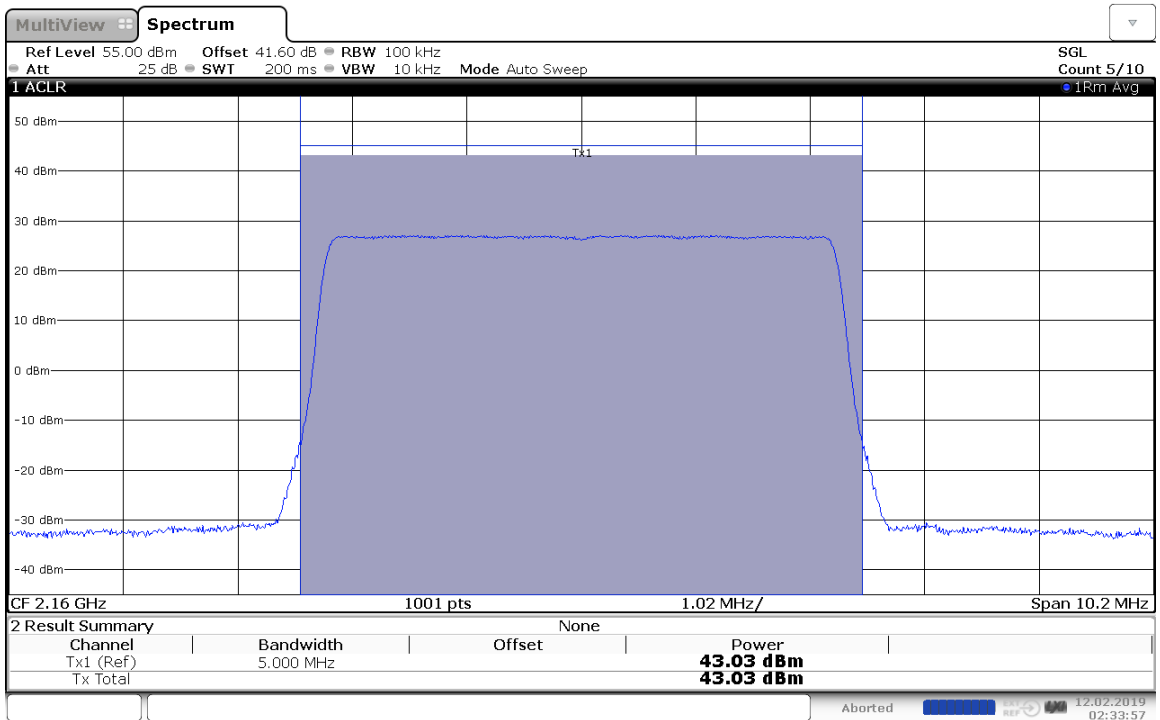 MultiView Spectrum
Ref Level 55.00 dBm Offset 41.60 dB RBW 100 kHz SGL
Att 25 dB SWT 200 ms VBW 10 kHz Mode Auto Sweep Count 5/10
1 ACLR 1Rm Avg
50 dBm
Tx1
40 dBm
30 dBm
20 dBm
10 dBm
0 dBm
-10 dBm
-20 dBm
-30 dBm
-40 dBm
CF 2.16 GHz 1001 pts 1.02 MHz/ Span 10.2 MHz
2 Result Summary None
Channel Bandwidth Offset Power
Tx1 (Ref) 5.000 MHz 43.03 dBm
Tx Total 43.03 dBm
Aborted EXT REF 12.02.2019
02:33:57